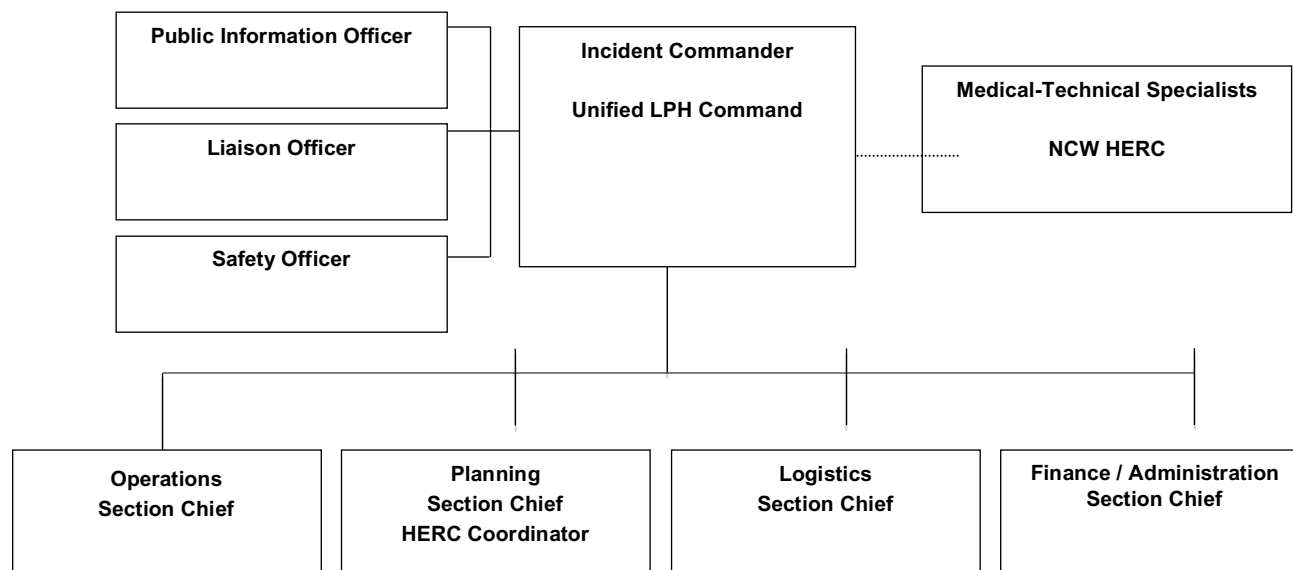 Public Information Officer
Incident Commander
Unified LPH Command
Medical-Technical Specialists
NCW HERC
Liaison Officer
Safety Officer
Operations
Section Chief
Planning
Section Chief
HERC Coordinator
Logistics
Section Chief
Finance / Administration
Section Chief